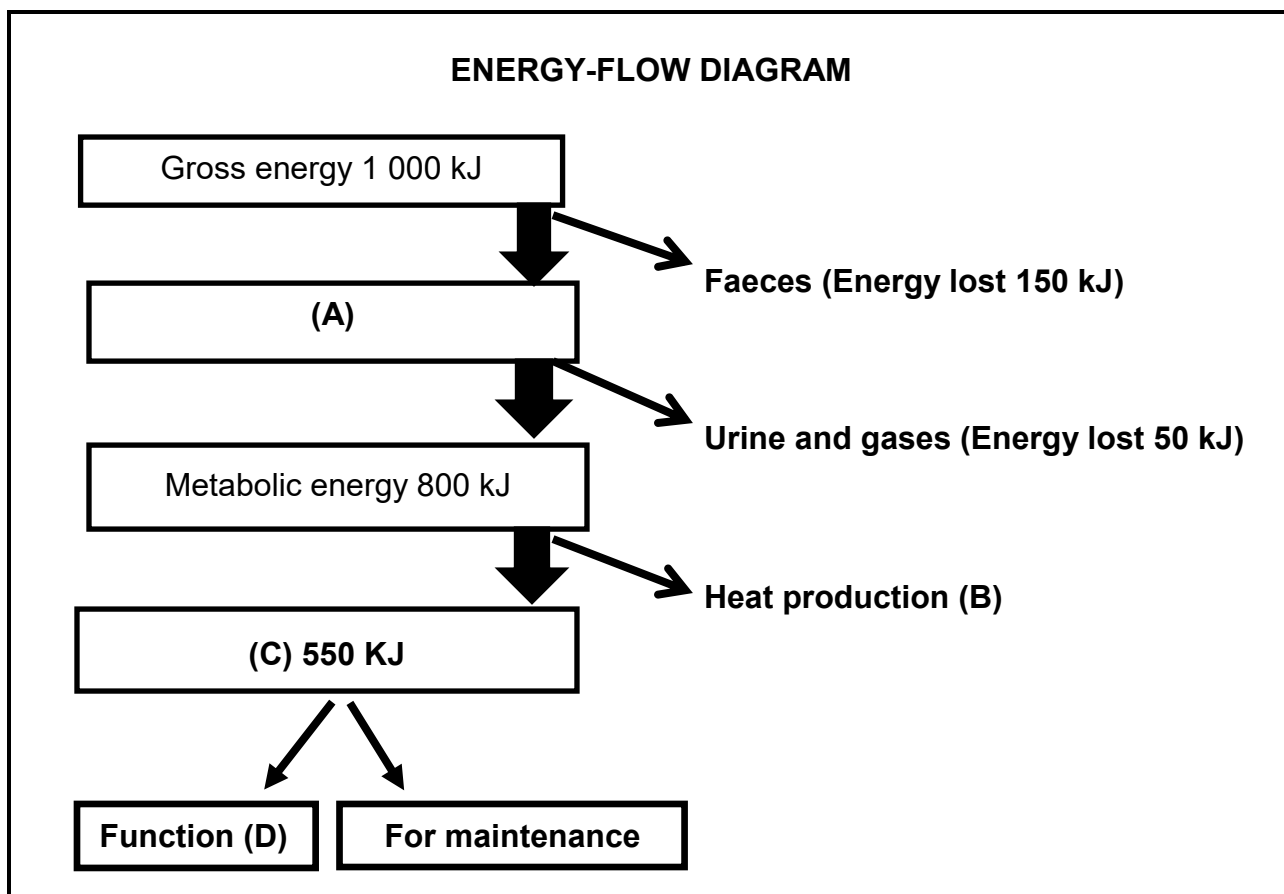 ENERGY-FLOW DIAGRAM
Gross energy 1 000 kJ
Faeces (Energy lost 150 kJ)
(A)
Urine and gases (Energy lost 50 kJ)
Metabolic energy 800 kJ
Heat production (B)
(C) 550 KJ
Function (D)
For maintenance